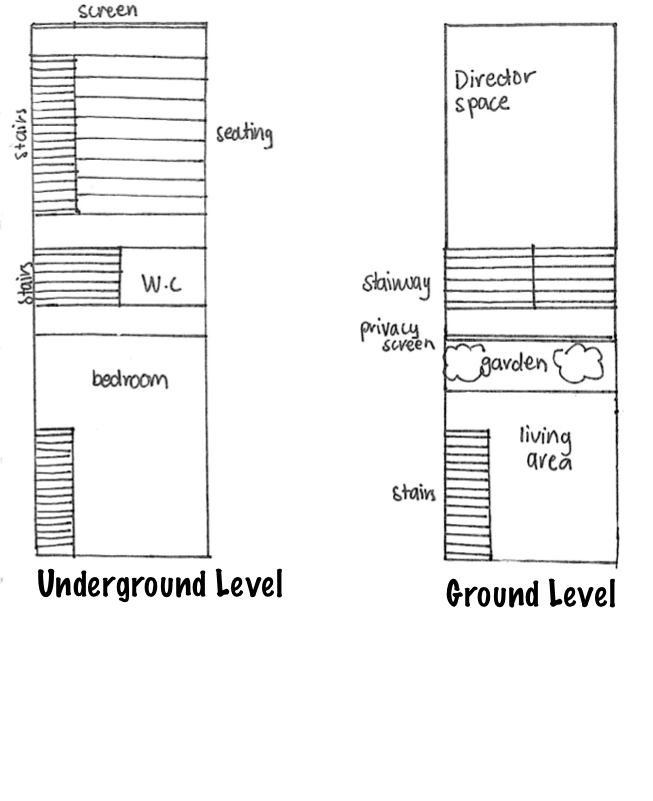 screen
stairs
seating
stairs
W.C
bedroom
Underground Level
Director
space
stairway
privacy
screen
garden
living
area
stairs
Ground Level